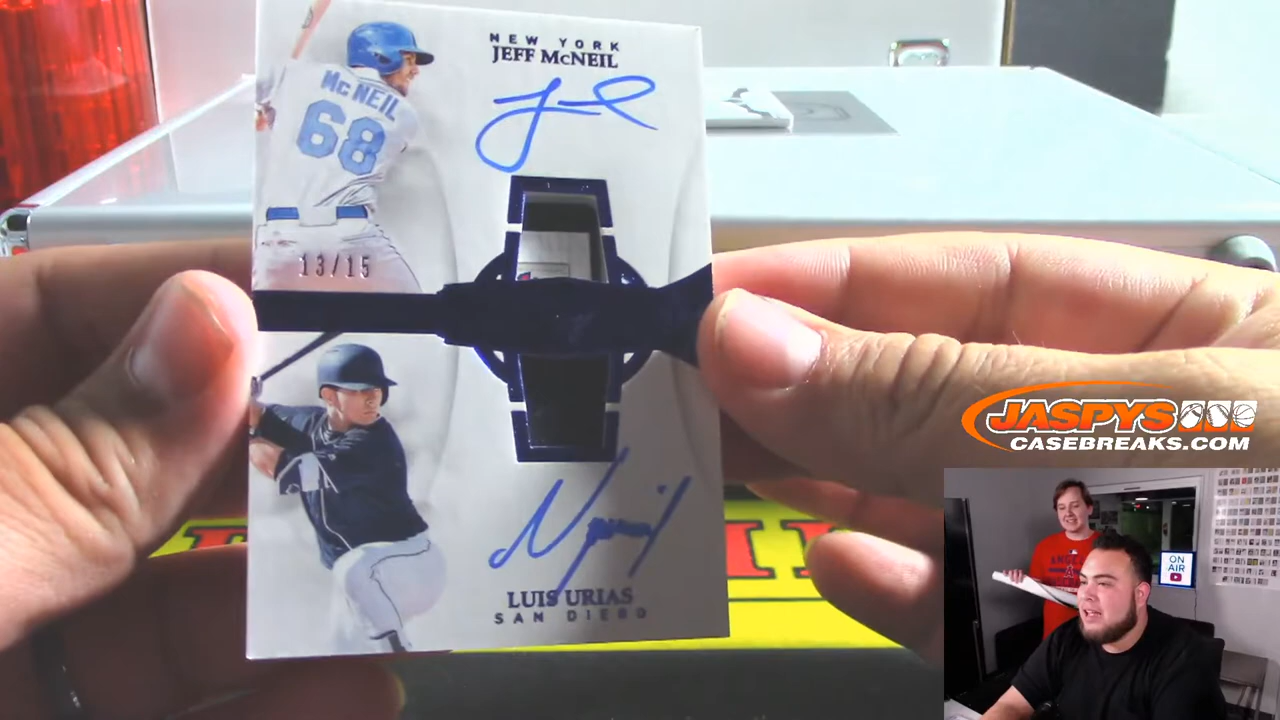 NEW YORK
JEFF McNEIL
McNEIL
68
13/15
LUIS URIAS
SAN DIEGO
JASPYS
CASEBREAKS.COM
ON
AIR